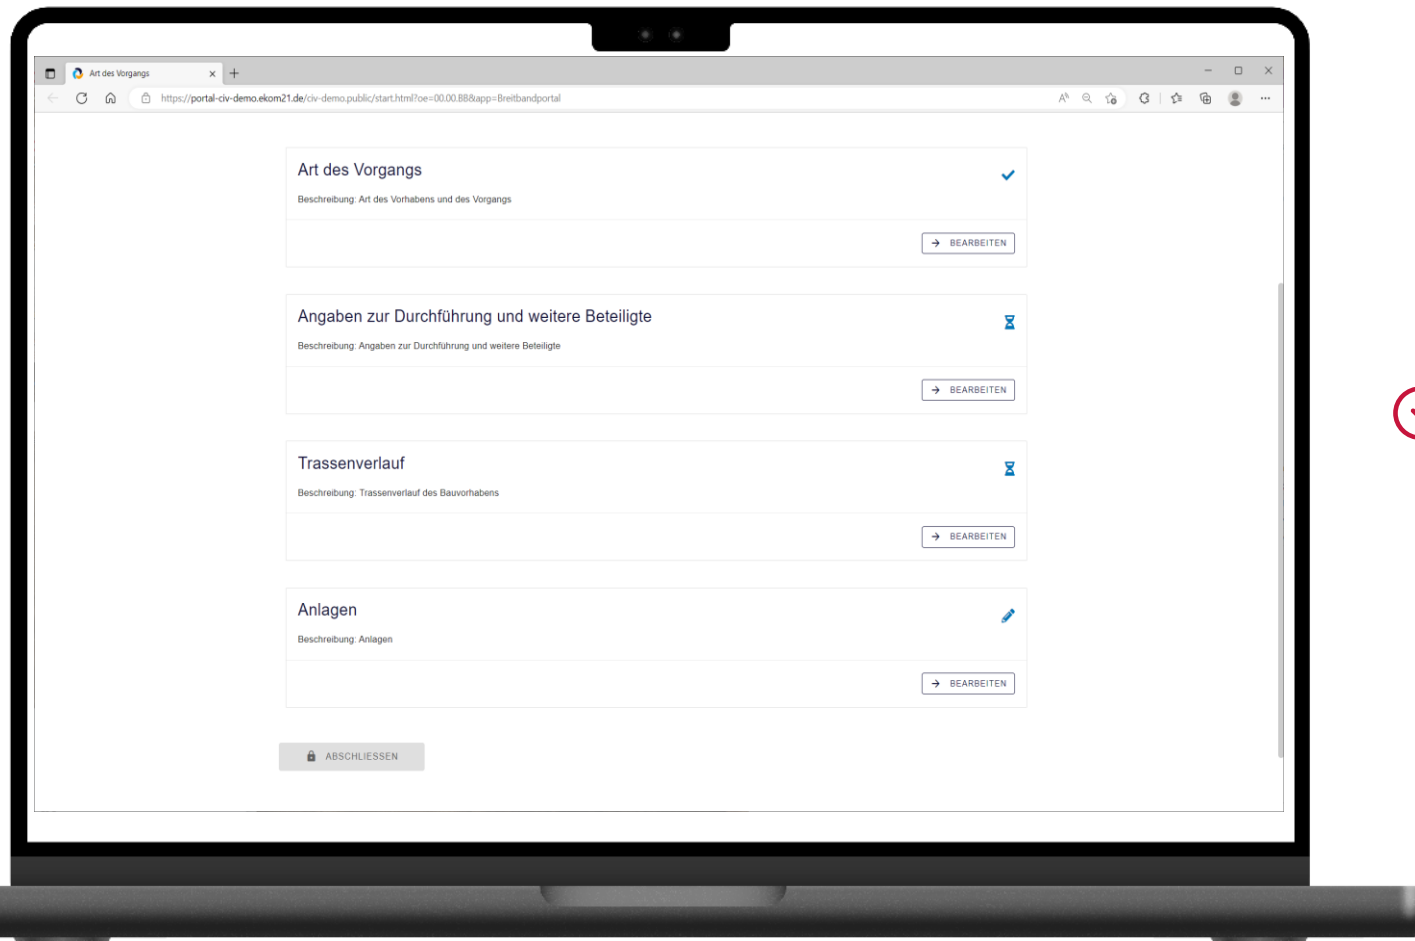 Art des Vorgangs
https://portal-civ-demo.ekom21.de/civ-demo.public/start.html?oe=00.00.BB&app=Breitbandportal
Art des Vorgangs
Beschreibung: Art des Vorhabens und des Vorgangs
BEARBEITEN
Angaben zur Durchführung und weitere Beteiligte
Beschreibung: Angaben zur Durchführung und weitere Beteiligte
BEARBEITEN
Trassenverlauf
Beschreibung: Trassenverlauf des Bauvorhabens
BEARBEITEN
Anlagen
Beschreibung: Anlagen
BEARBEITEN
ABSCHLIESSEN